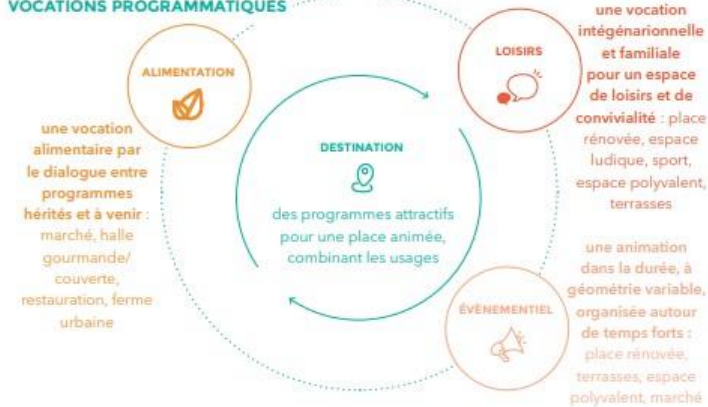 VOCATIONS PROGRAMMATIQUES
ALIMENTATION
une vocation
alimentaire par
le dialogue entre
programmes
hérités et à venir :
marché, halle
gourmande/
couverte,
restauration, ferme
urbaine
DESTINATION
des programmes attractifs
pour une place animée,
combinant les usages
LOISIRS
une vocation
intégénarionnelle
et familiale
pour un espace
de loisirs et de
convivialité : place
rénovée, espace
ludique, sport,
espace polyvalent,
terrasses
ÉVÈNEMENTIEL
une animation
dans la durée, à
géométrie variable,
organisée autour
de temps forts :
place rénovée,
terrasses, espace
polyvalent, marché